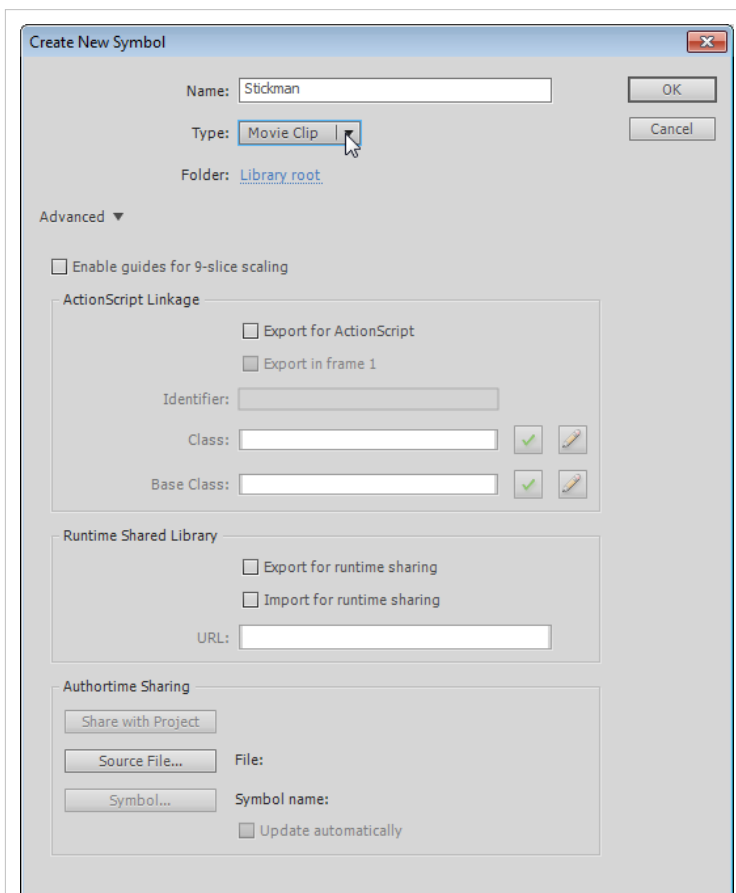 Create New Symbol
Name: Stickman OK
Type: Movie Clip Cancel
Folder: Library root
Advanced
Enable guides for 9-slice scaling
ActionScript Linkage
Export for ActionScript
Export in frame 1
Identifier:
Class:
Base Class:
Runtime Shared Library
Export for runtime sharing
Import for runtime sharing
URL:
Authortime Sharing
Share with Project
Source File... File:
Symbol... Symbol name:
Update automatically